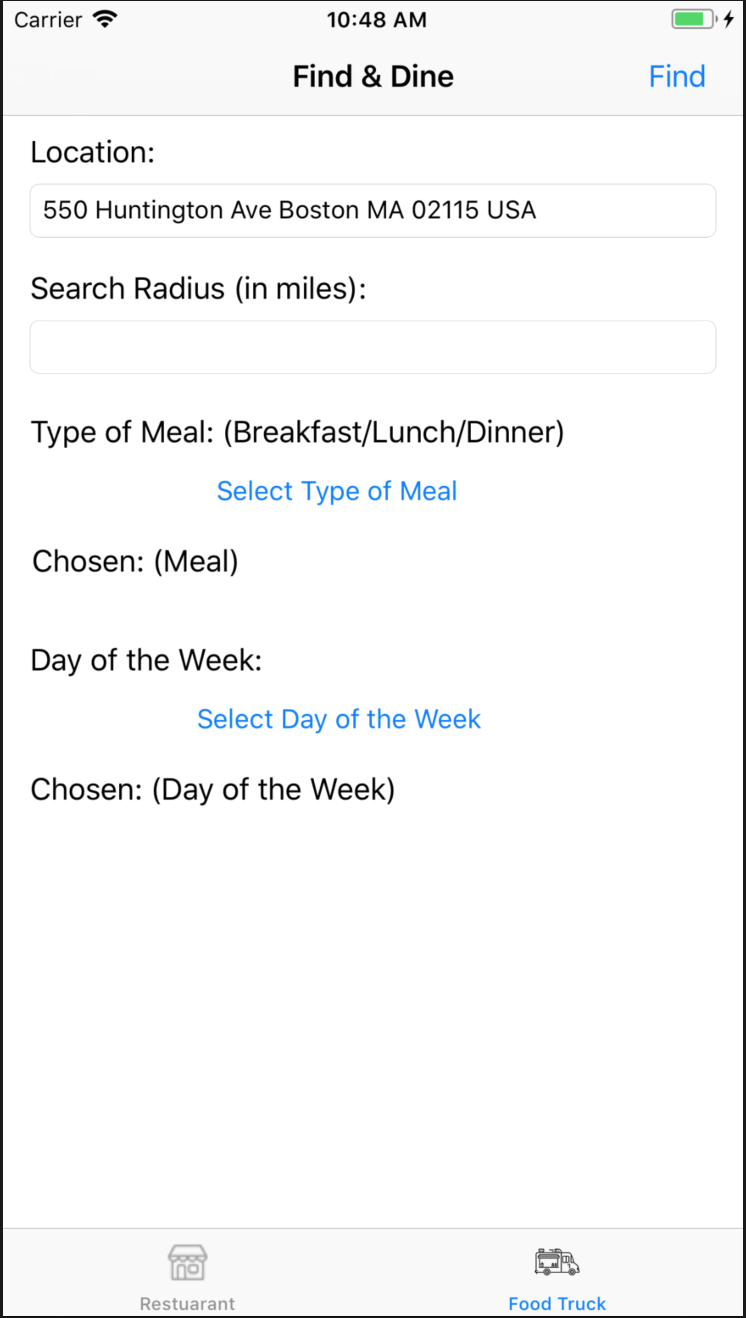 Carrier 10:48 AM
Find & Dine Find
Location:
550 Huntington Ave Boston MA 02115 USA
Search Radius (in miles):
Type of Meal: (Breakfast/Lunch/Dinner)
Select Type of Meal
Chosen: (Meal)
Day of the Week:
Select Day of the Week
Chosen: (Day of the Week)
Restuarant Food Truck